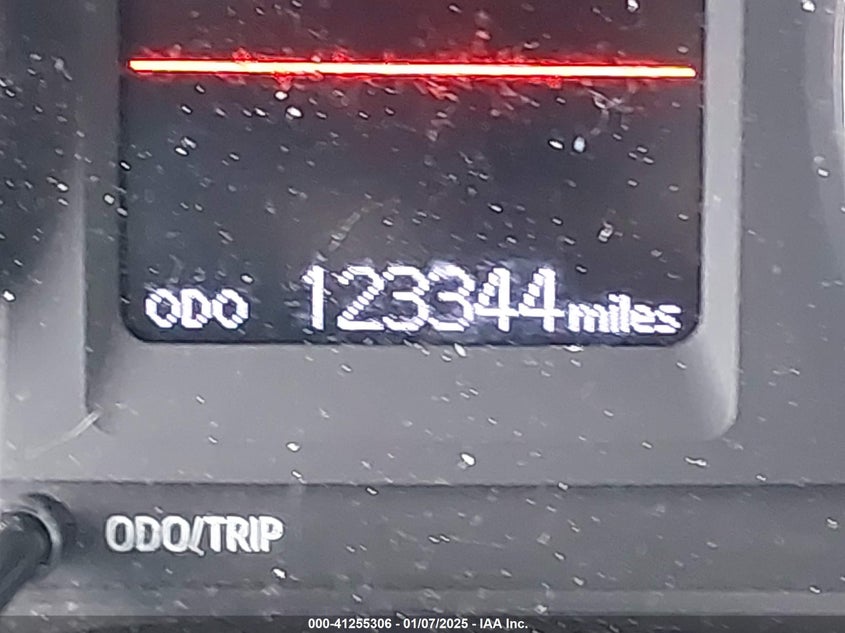 ODO 123344 miles
ODO/TRIP
000-41255306 - 01/07/2025 - IAA Inc.